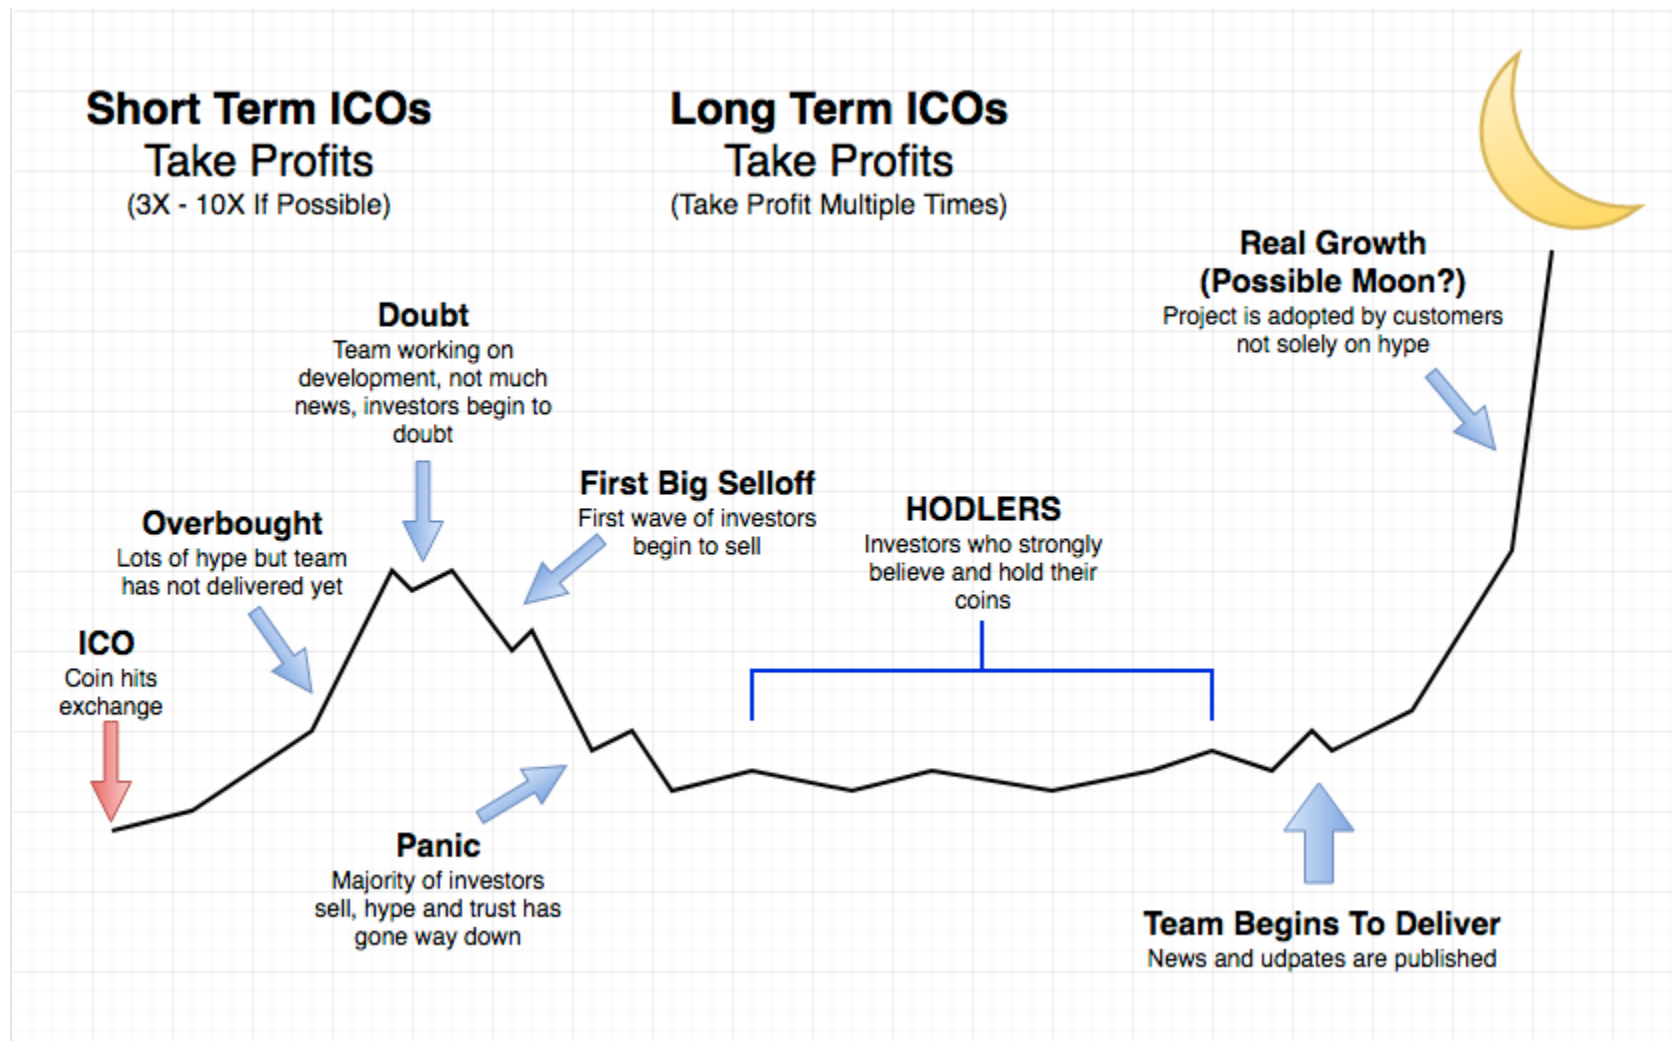 Short Term ICOs
Take Profits
(3X - 10X If Possible)
Long Term ICOs
Take Profits
(Take Profit Multiple Times)
Real Growth
(Possible Moon?)
Project is adopted by customers
not solely on hype
Doubt
Team working on
development, not much
news, investors begin to
doubt
First Big Selloff
First wave of investors
begin to sell
HODLERS
Investors who strongly
believe and hold their
coins
Overbought
Lots of hype but team
has not delivered yet
ICO
Coin hits
exchange
Panic
Majority of investors
sell, hype and trust has
gone way down
Team Begins To Deliver
News and udpates are published